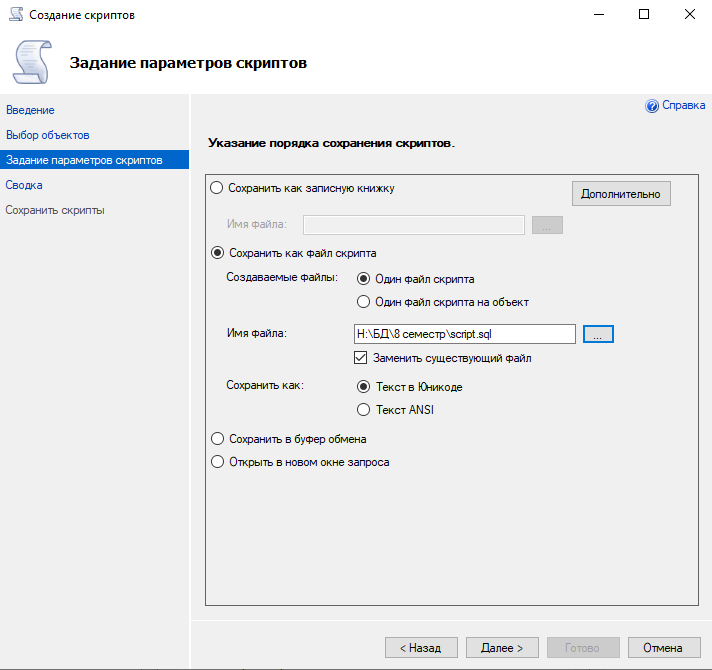 Создание скриптов
Задание параметров скриптов
Введение
Выбор объектов
Задание параметров скриптов
Сводка
Сохранить скрипты
Справка
Указание порядка сохранения скриптов.
Сохранить как записную книжку
Дополнительно
Имя файла:
...
Сохранить как файл скрипта
Создаваемые файлы:
Один файл скрипта
Один файл скрипта на объект
Имя файла:
H:\БД\8 семестр\script.sql
...
Заменить существующий файл
Сохранить как:
Текст в Юникоде
Текст ANSI
Сохранить в буфер обмена
Открыть в новом окне запроса
< Назад
Далее >
Готово
Отмена